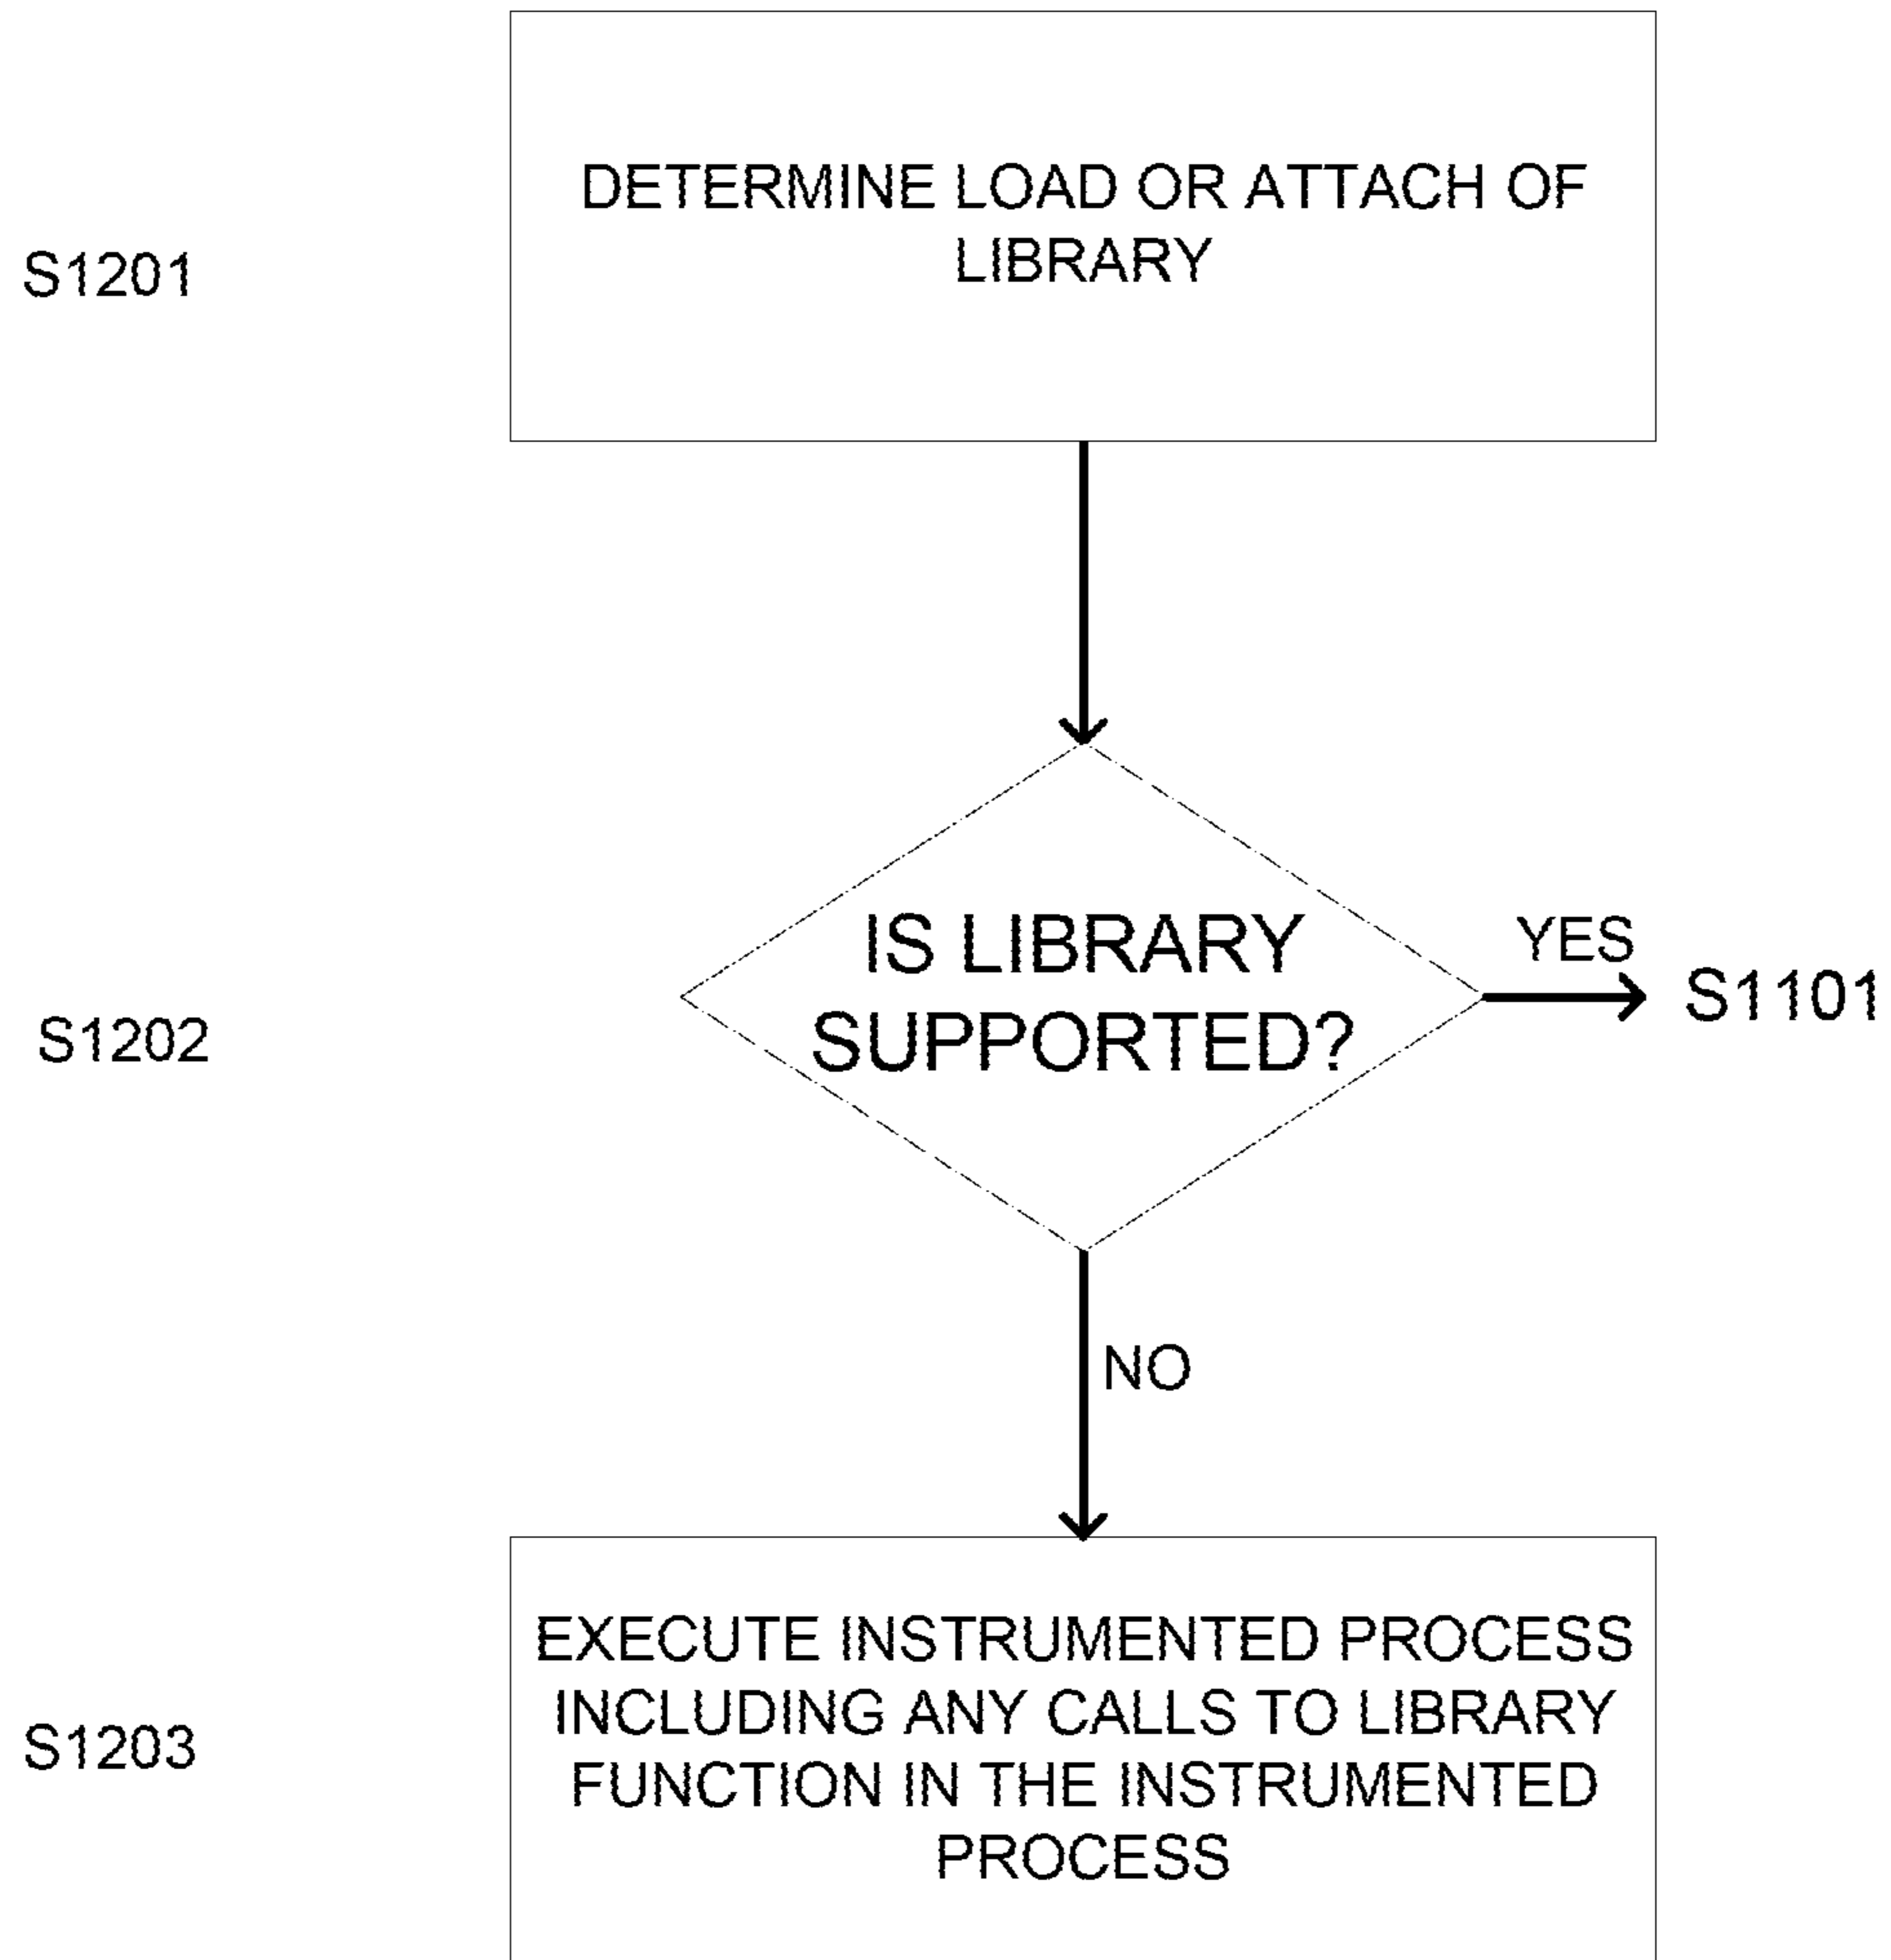 DETERMINE LOAD OR ATTACH OF
LIBRARY
S1201
IS LIBRARY
SUPPORTED?
YES
S1101
S1202
NO
EXECUTE INSTRUMENTED PROCESS
INCLUDING ANY CALLS TO LIBRARY
FUNCTION IN THE INSTRUMENTED
PROCESS
S1203